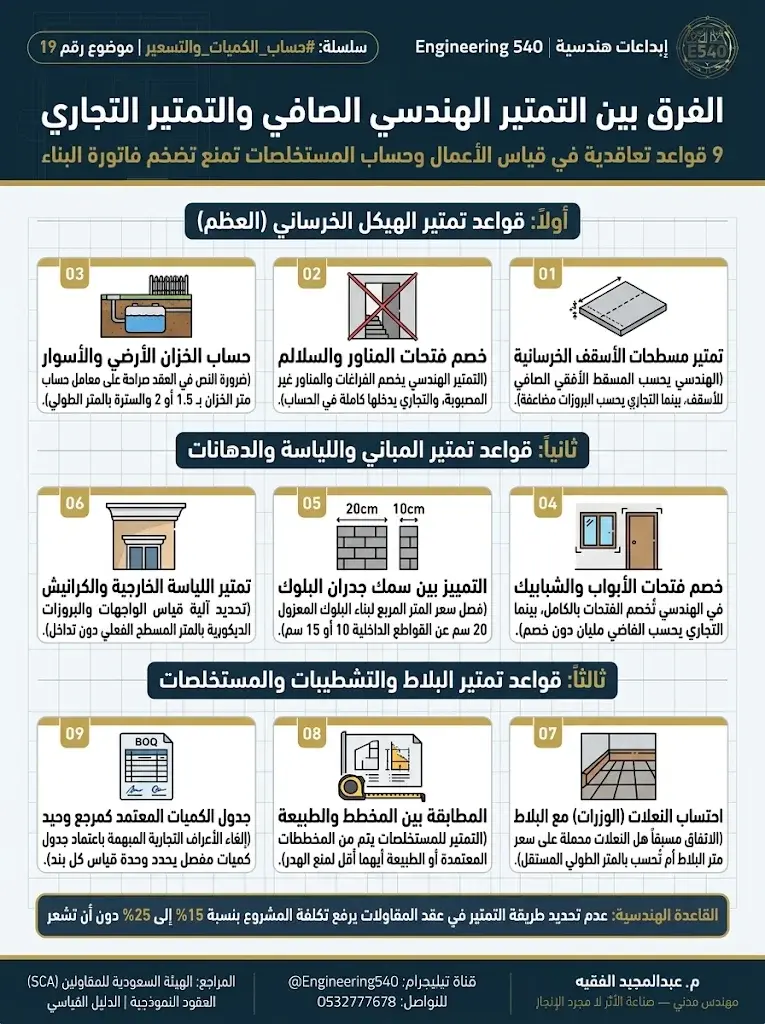 إبداعات هندسية | Engineering 540
E540
سلسلة: #حساب_الكميات_والتسعير | موضوع رقم 19
الفرق بين التمتير الهندسي الصافي والتمتير التجاري
9 قواعد تعاقدية في قياس الأعمال وحساب المستخلصات تمنع تضخم فاتورة البناء
أولاً: قواعد تمتير الهيكل الخرساني (العظم)
01
تمتير مسطحات الأسقف الخرسانية
(الهندسي يحسب المسقط الأفقي الصافي
للأسقف، بينما التجاري يحسب البروزات مضاعفة).
02
خصم فتحات المناور والسلالم
(التمتير الهندسي يخصم الفراغات والمناور غير
المصبوبة، والتجاري يدخلها كاملة في الحساب).
03
حساب الخزان الأرضي والأسوار
(ضرورة النص في العقد صراحة على معامل حساب
متر الخزان بـ 1.5 أو 2 والسترة بالمتر الطولي).
ثانياً: قواعد تمتير المباني واللياسة والدهانات
04
خصم فتحات الأبواب والشبابيك
في الهندسي تُخصم الفتحات بالكامل، بينما
التجاري يحسب الفاضي مليان دون خصم).
05
20cm 10cm
التمييز بين سمك جدران البلوك
(فصل سعر المتر المربع لبناء البلوك المعزول
20 سم عن القواطع الداخلية 10 أو 15 سم).
06
تمتير اللياسة الخارجية والكرانيش
(تحديد آلية قياس الواجهات والبروزات
الديكورية بالمتر المسطح الفعلي دون تداخل).
ثالثاً: قواعد تمتير البلاط والتشطيبات والمستخلصات
07
احتساب النعلات (الوزرات) مع البلاط
(الاتفاق مسبقاً هل النعلات محملة على سعر
متر البلاط أم تُحسب بالمتر الطولي المستقل).
08
المطابقة بين المخطط والطبيعة
(التمتير للمستخلصات يتم من المخططات
المعتمدة أو الطبيعة أيهما أقل لمنع الهدر).
09
BOQ
جدول الكميات المعتمد كمرجع وحيد
(إلغاء الأعراف التجارية المبهمة باعتماد جدول
كميات مفصل يحدد وحدة قياس كل بند).
القاعدة الهندسية: عدم تحديد طريقة التمتير في عقد المقاولات يرفع تكلفة المشروع بنسبة 15% إلى 25% دون أن تشعر
م. عبدالمجيد الفقيه
مهندس مدني — صناعة الأثر لا مجرد الإنجاز
قناة تيليجرام: Engineering540@
للتواصل: 0532777678
المراجع: الهيئة السعودية للمقاولين (SCA)
العقود النموذجية | الدليل القياسي